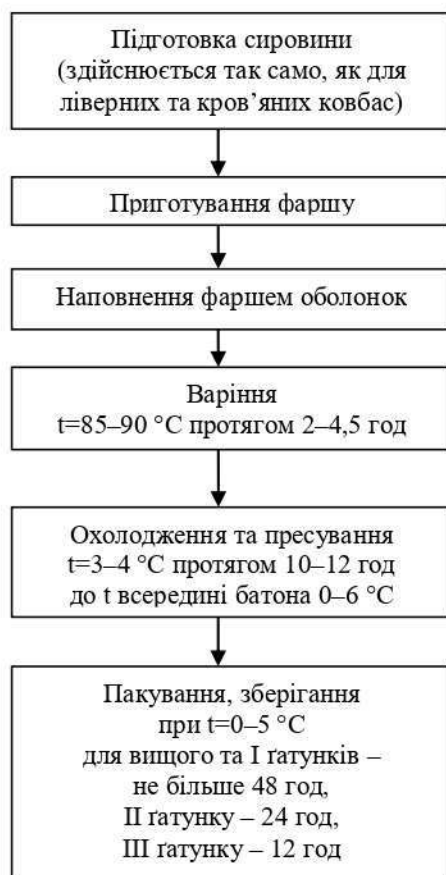 Підготовка сировини
(здійснюється так само, як для
ліверних та кров’яних ковбас)
Приготування фаршу
Наповнення фаршем оболонок
Варіння
t=85–90 °C протягом 2–4,5 год
Охолодження та пресування
t=3–4 °C протягом 10–12 год
до t всередині батона 0–6 °C
Пакування, зберігання
при t=0–5 °C
для вищого та І ґатунків –
не більше 48 год,
ІІ ґатунку – 24 год,
ІІІ ґатунку – 12 год